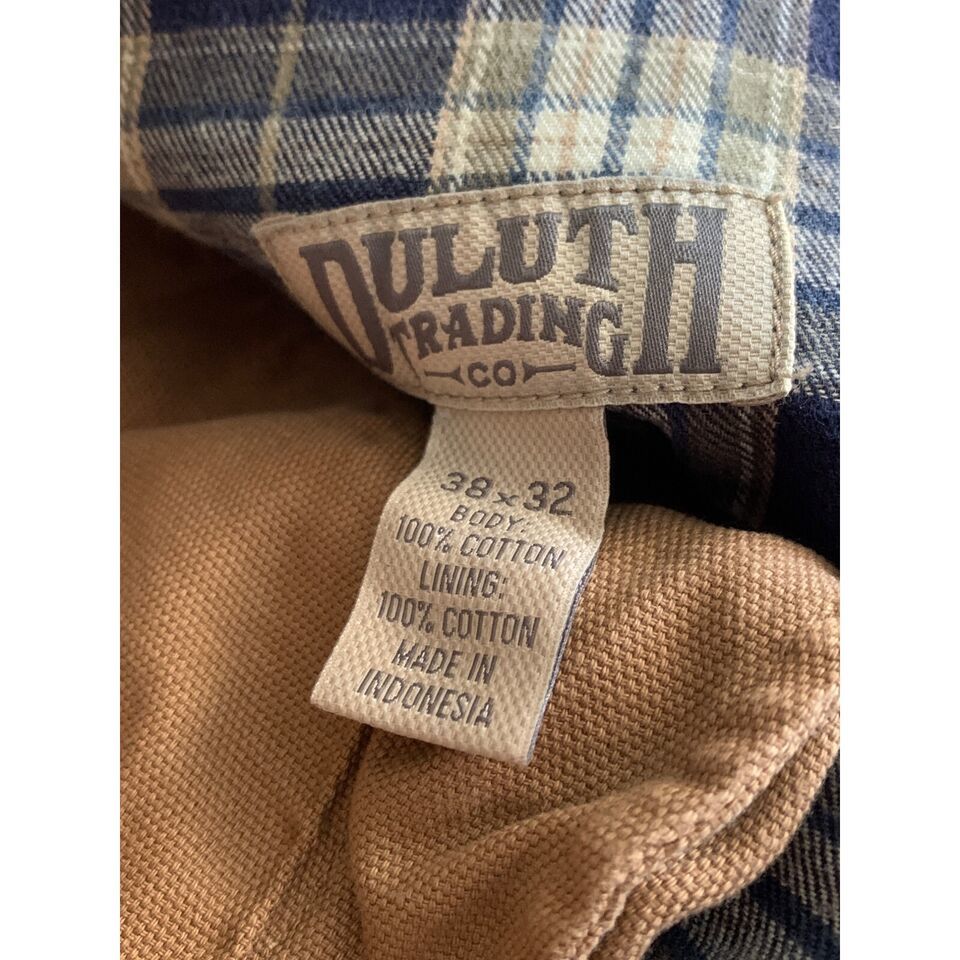 DULUTH
TRADING
CO
38 x 32
BODY:
100% COTTON
LINING:
100% COTTON
MADE IN
INDONESIA